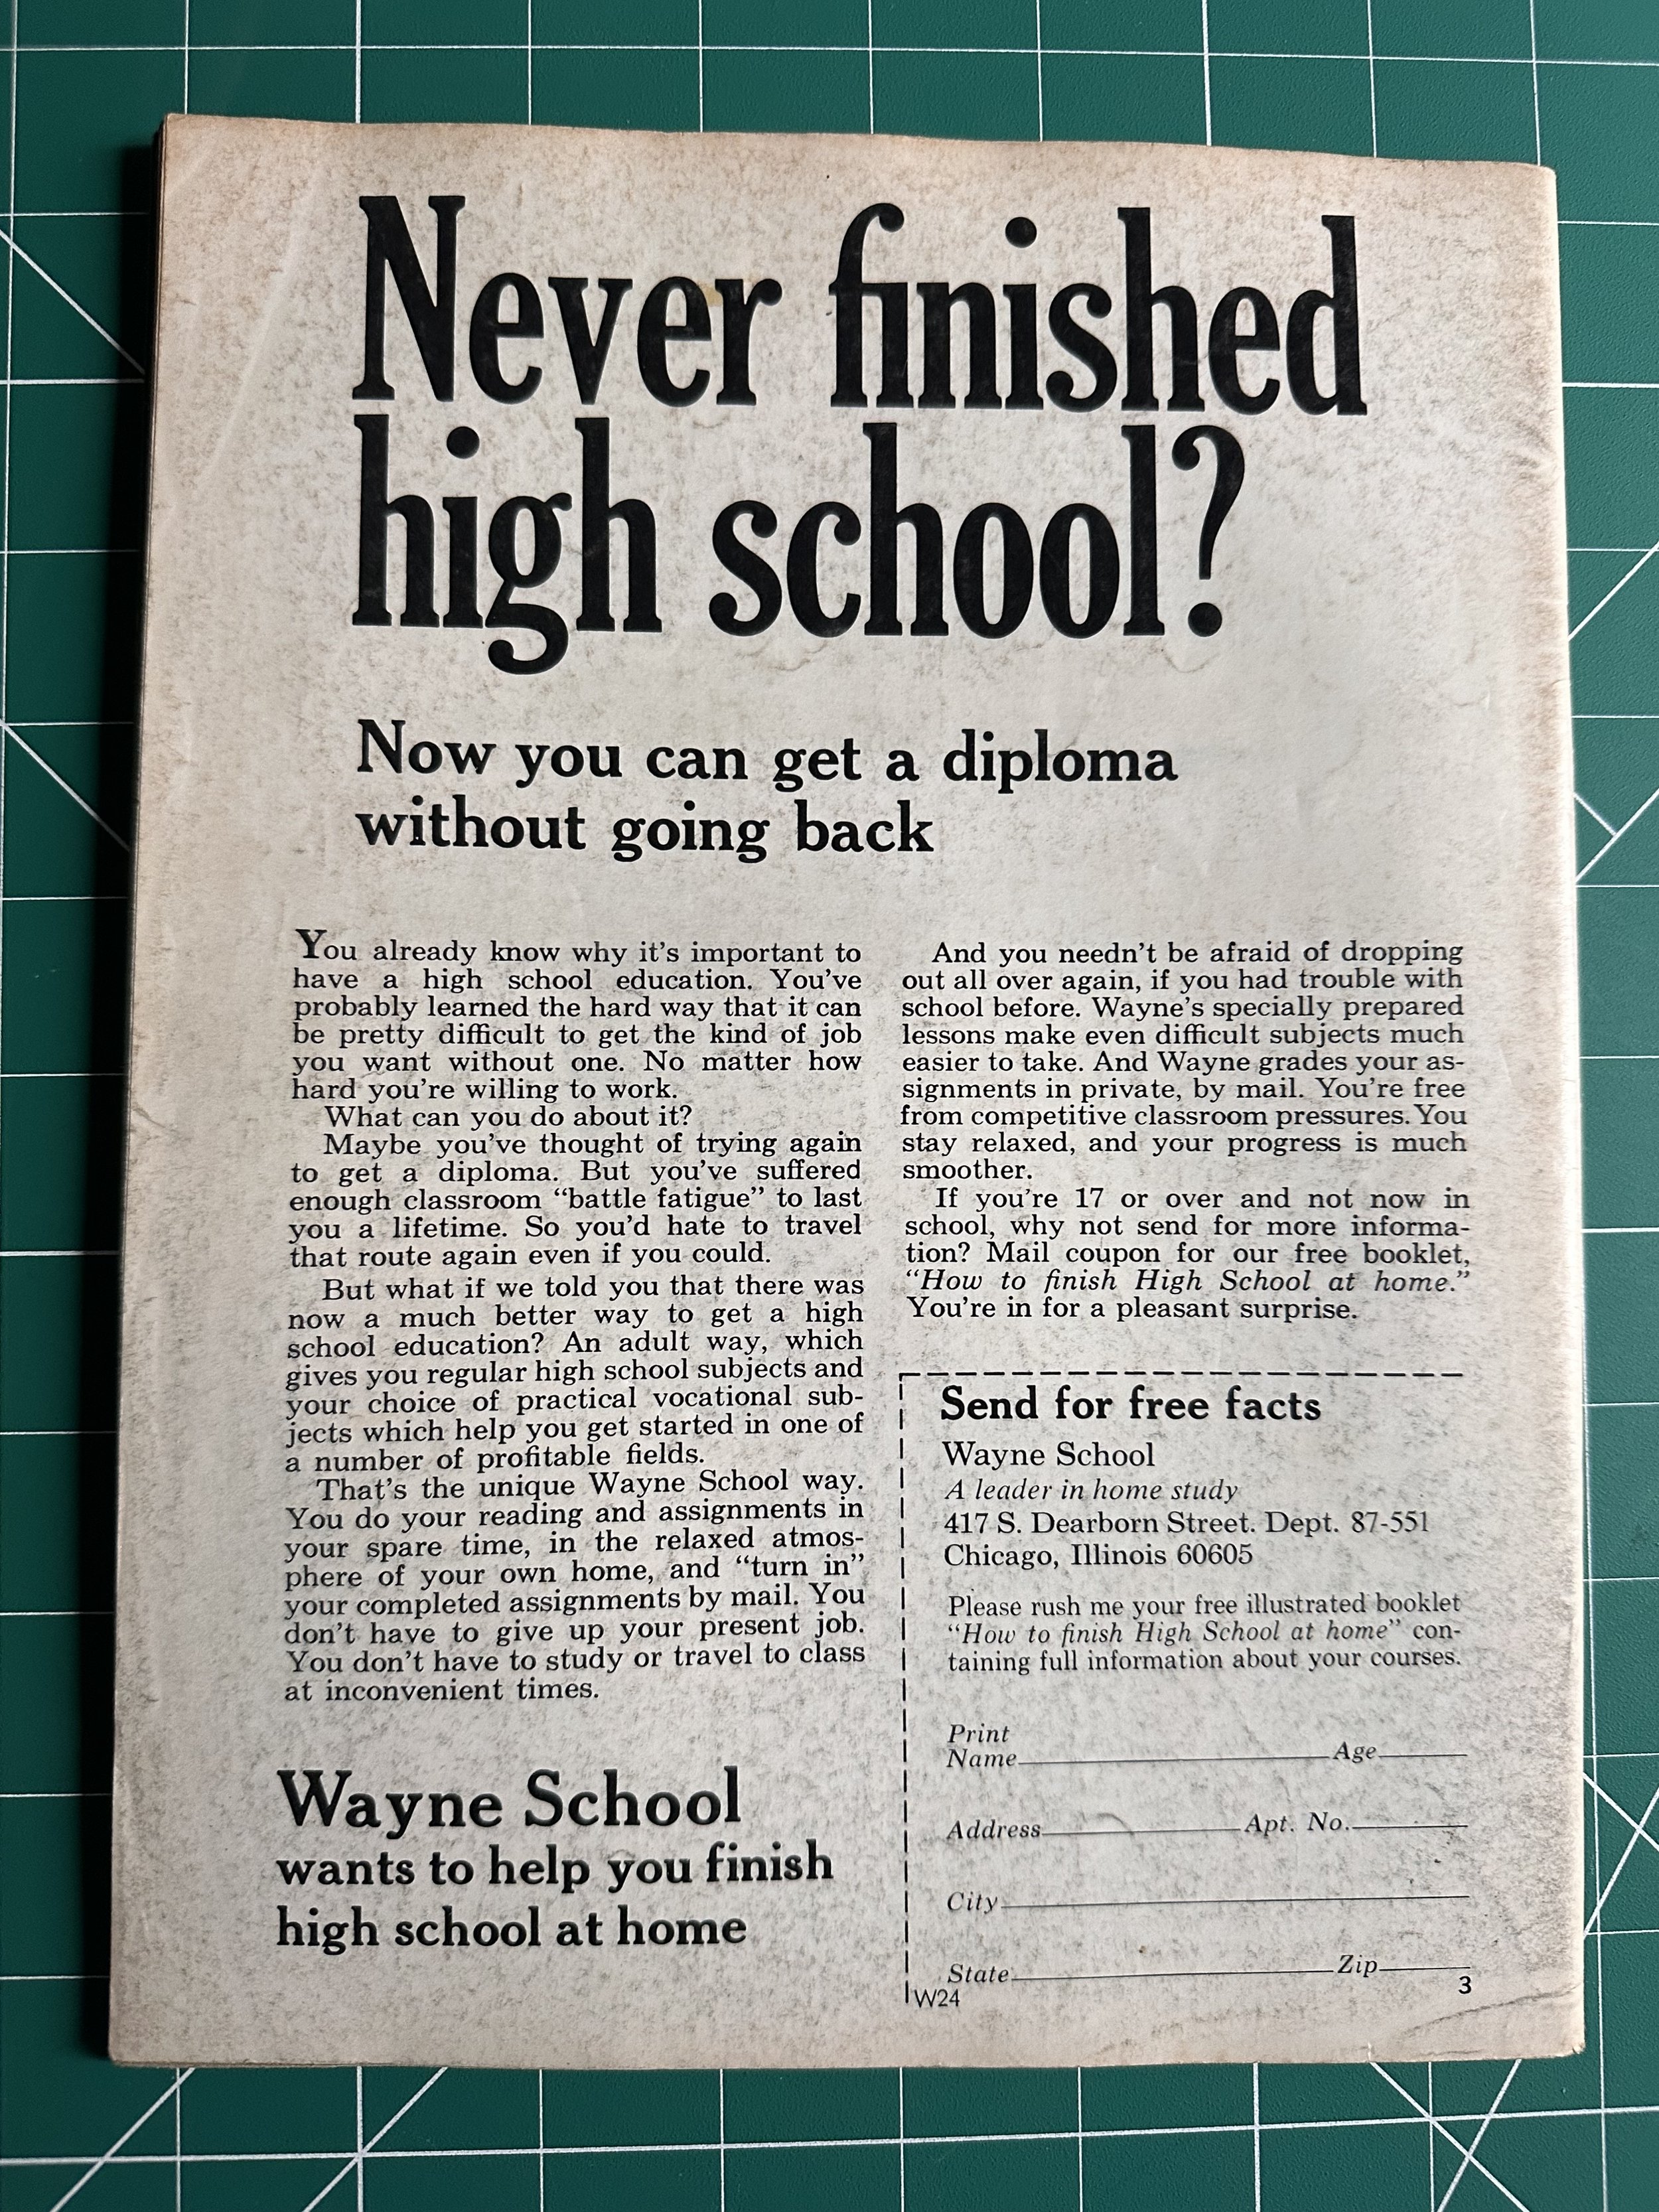 Never finished
high school?
Now you can get a diploma
without going back
You already know why it's important to
have a high school education. You've
probably learned the hard way that it can
be pretty difficult to get the kind of job
you want without one. No matter how
hard you're willing to work.
What can you do about it?
Maybe you've thought of trying again
to get a diploma. But you've suffered
enough classroom “battle fatigue” to last
you a lifetime. So you'd hate to travel
that route again even if you could.
But what if we told you that there was
now a much better way to get a high
school education? An adult way, which
gives you regular high school subjects and
your choice of practical vocational sub-
jects which help you get started in one of
a number of profitable fields.
That's the unique Wayne School way.
You do your reading and assignments in
your spare time, in the relaxed atmos-
phere of your own home, and “turn in”
your completed assignments by mail. You
don't have to give up your present job.
You don't have to study or travel to class
at inconvenient times.
Wayne School
wants to help you finish
high school at home
And you needn't be afraid of dropping
out all over again, if you had trouble with
school before. Wayne's specially prepared
lessons make even difficult subjects much
easier to take. And Wayne grades your as-
signments in private, by mail. You're free
from competitive classroom pressures. You
stay relaxed, and your progress is much
smoother.
If you're 17 or over and not now in
school, why not send for more informa-
tion? Mail coupon for our free booklet,
“How to finish High School at home.”
You're in for a pleasant surprise.
Send for free facts
Wayne School
A leader in home study
417 S. Dearborn Street. Dept. 87-551
Chicago, Illinois 60605
Please rush me your free illustrated booklet
“How to finish High School at home” con-
taining full information about your courses.
Print
Name Age
Address Apt. No.
City
State Zip
W24 3